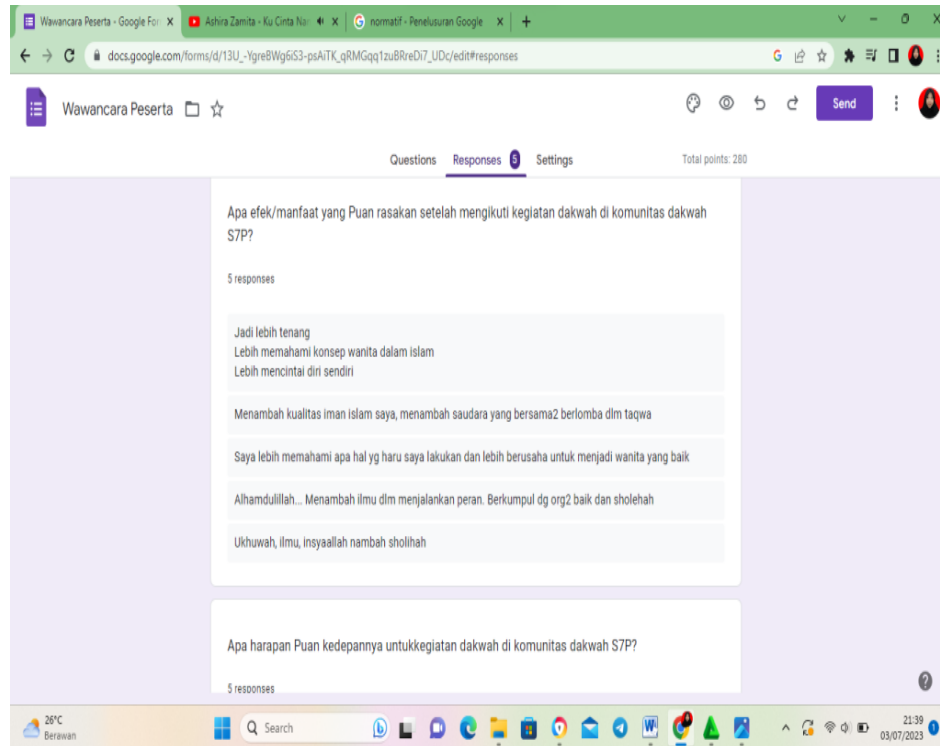 Wawancara Peserta - Google For
Ashira Zamita - Ku Cinta Nab
normatif - Penelusuran Google
docs.google.com/forms/d/13U_-YgreBWg6iS3-psAiTK_qRMGqq1zuBRreDi7_UDc/edit#responses
Wawancara Peserta
Send
Questions Responses 5 Settings Total points: 280
Apa efek/manfaat yang Puan rasakan setelah mengikuti kegiatan dakwah di komunitas dakwah
S7P?
5 responses
Jadi lebih tenang
Lebih memahami konsep wanita dalam islam
Lebih mencintai diri sendiri
Menambah kualitas iman islam saya, menambah saudara yang bersama2 berlomba dlm taqwa
Saya lebih memahami apa hal yg haru saya lakukan dan lebih berusaha untuk menjadi wanita yang baik
Alhamdulillah... Menambah ilmu dlm menjalankan peran. Berkumpul dg org2 baik dan sholehah
Ukhuwah, ilmu, insyaallah nambah sholihah
Apa harapan Puan kedepannya untukkegiatan dakwah di komunitas dakwah S7P?
5 responses
26°C
Berawan
Search
21:39
03/07/2023